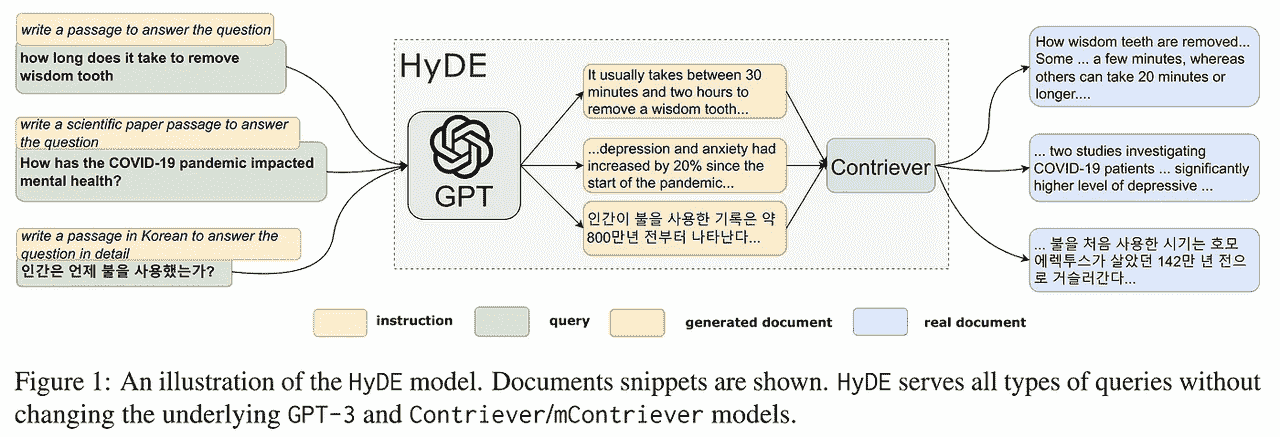 write a passage to answer the question
how long does it take to remove
wisdom tooth
write a scientific paper passage to answer
the question
How has the COVID-19 pandemic impacted
mental health?
write a passage in Korean to answer the
question in detail
인간은 언제 불을 사용했는가?
HyDE
GPT
It usually takes between 30
minutes and two hours to
remove a wisdom tooth...
...depression and anxiety had
increased by 20% since the
start of the pandemic...
인간이 불을 사용한 기록은 약
800만년 전부터 나타난다...
Contriever
How wisdom teeth are removed...
Some ... a few minutes, whereas
others can take 20 minutes or
longer....
... two studies investigating
COVID-19 patients ... significantly
higher level of depressive ...
... 불을 처음 사용한 시기는 호모
에렉투스가 살았던 142만 년 전으
로 거슬러간다...
instruction
query
generated document
real document
Figure 1: An illustration of the HyDE model. Documents snippets are shown. HyDE serves all types of queries without
changing the underlying GPT-3 and Contriever/mContriever models.